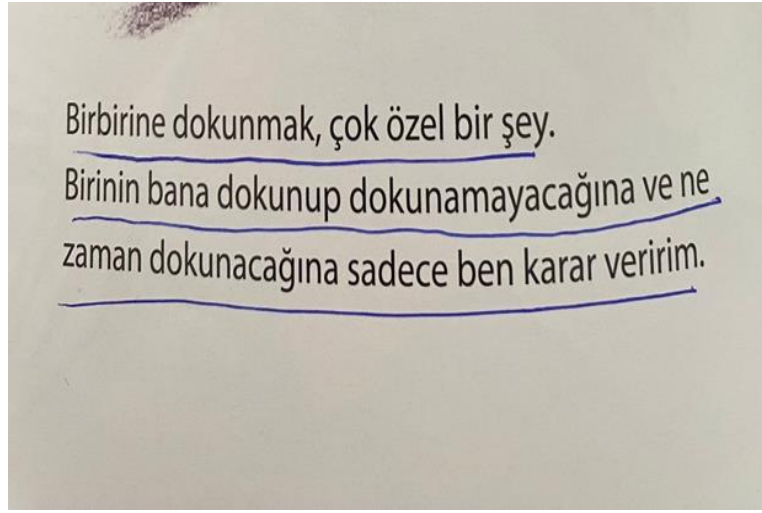 Birbirine dokunmak, çok özel bir şey.
Birinin bana dokunup dokunamayacağına ve ne
zaman dokunacağına sadece ben karar veririm.